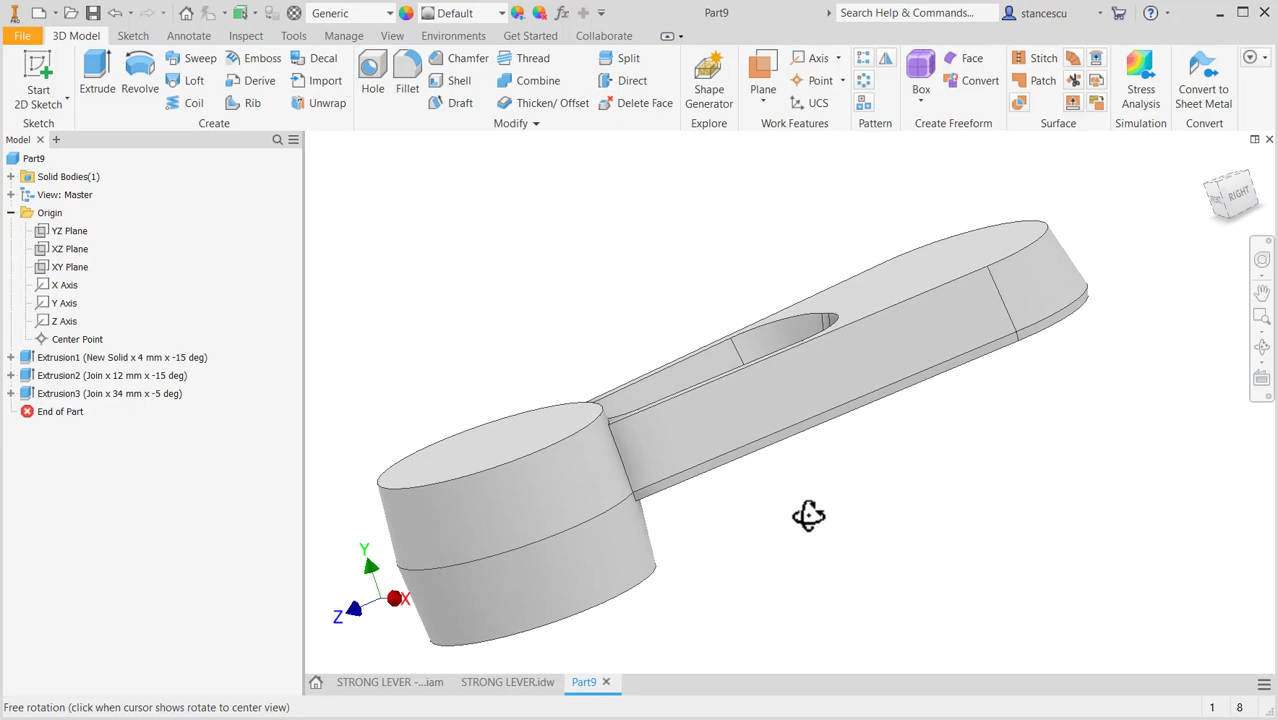 PRO
Generic
Default
Part9
Search Help & Commands...
stancescu
File
3D Model
Sketch
Annotate
Inspect
Tools
Manage
View
Environments
Get Started
Collaborate
Start
2D Sketch
Extrude
Revolve
Sweep
Loft
Coil
Emboss
Derive
Rib
Decal
Import
Unwrap
Hole
Fillet
Chamfer
Shell
Draft
Thread
Combine
Thicken/ Offset
Split
Direct
Delete Face
Shape
Generator
Plane
Axis
Point
UCS
Box
Face
Convert
Stitch
Patch
Stress
Analysis
Convert to
Sheet Metal
Sketch
Create
Modify
Explore
Work Features
Pattern
Create Freeform
Surface
Simulation
Convert
Model
Part9
Solid Bodies(1)
View: Master
Origin
YZ Plane
XZ Plane
XY Plane
X Axis
Y Axis
Z Axis
Center Point
Extrusion1 (New Solid x 4 mm x -15 deg)
Extrusion2 (Join x 12 mm x -15 deg)
Extrusion3 (Join x 34 mm x -5 deg)
End of Part
RIGHT
Y
Z
X
STRONG LEVER -...iam
STRONG LEVER.idw
Part9
Free rotation (click when cursor shows rotate to center view)
1
8